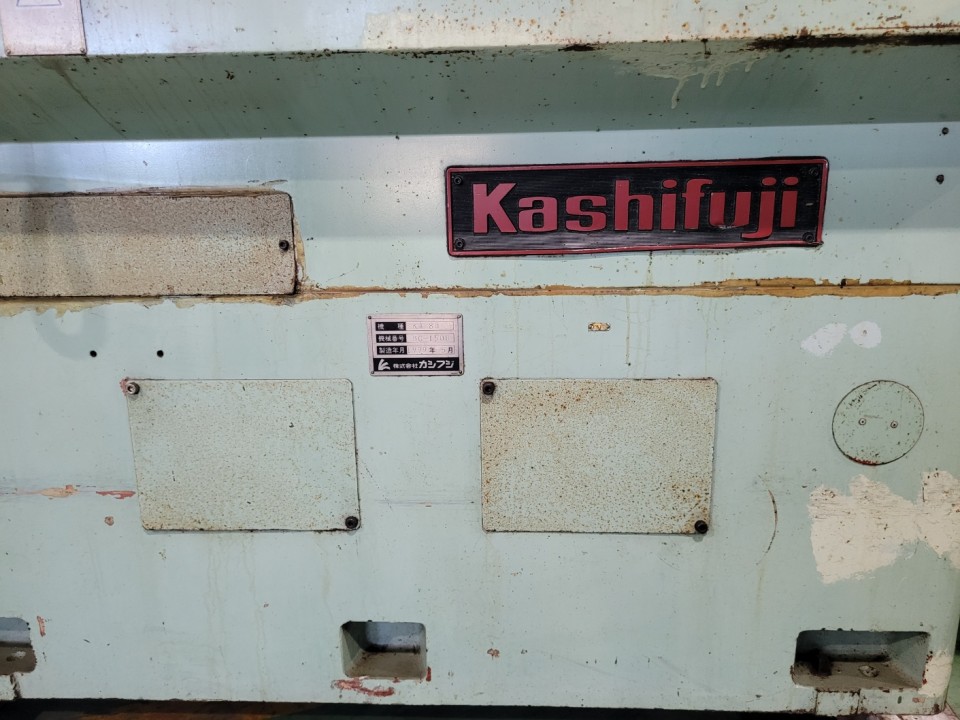 Kashifuji
機種
機械番号
製造年月 年 月
株式会社 カシフジ